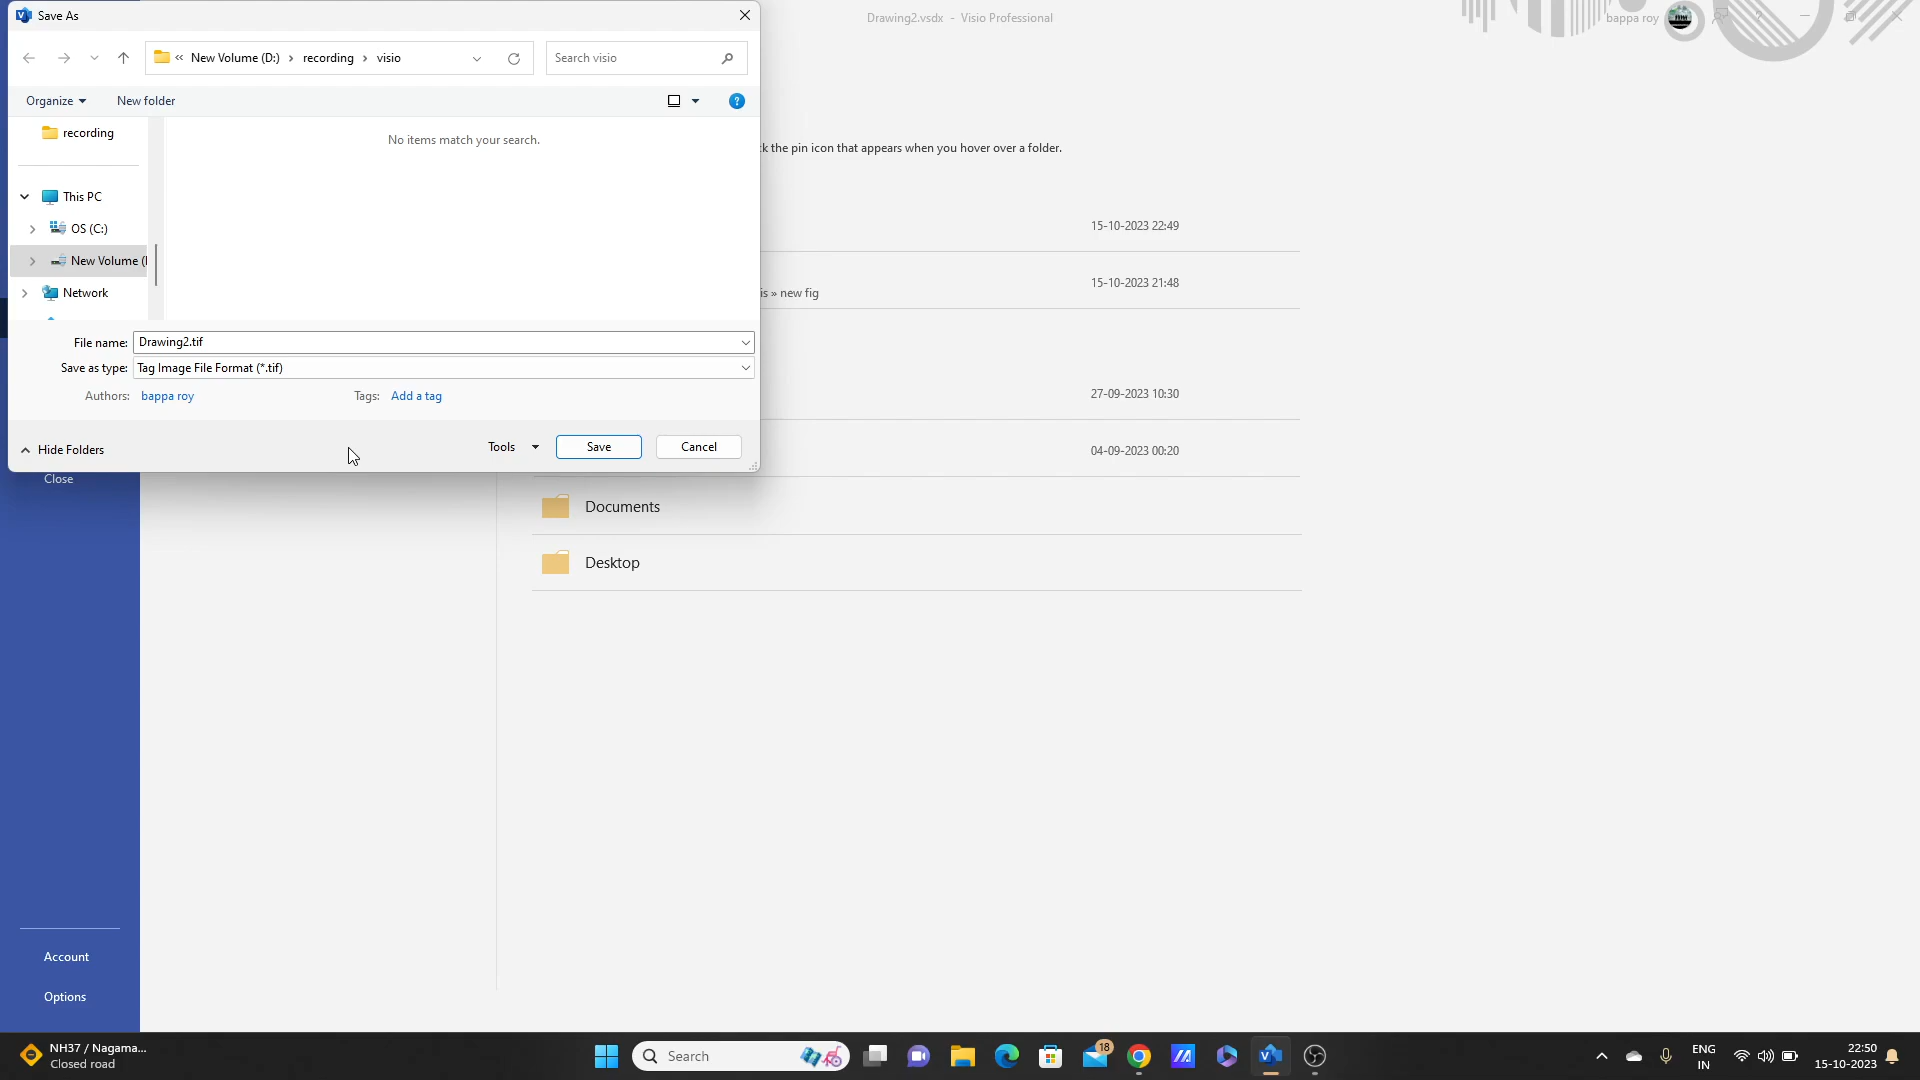 Save As
Drawing2.vsdx - Visio Professional
bappa roy
« New Volume (D:) › recording › visio
Search visio
Organize
New folder
recording
No items match your search.
k the pin icon that appears when you hover over a folder.
This PC
OS (C:)
15-10-2023 22:49
New Volume (
Network
15-10-2023 21:48
is » new fig
File name: Drawing2.tif
Save as type: Tag Image File Format (*.tif)
Authors: bappa roy
Tags: Add a tag
27-09-2023 10:30
Hide Folders
Tools
Save
Cancel
04-09-2023 00:20
Close
Documents
Desktop
Account
Options
NH37 / Nagama...
Closed road
Search
18
ENG
IN
22:50
15-10-2023